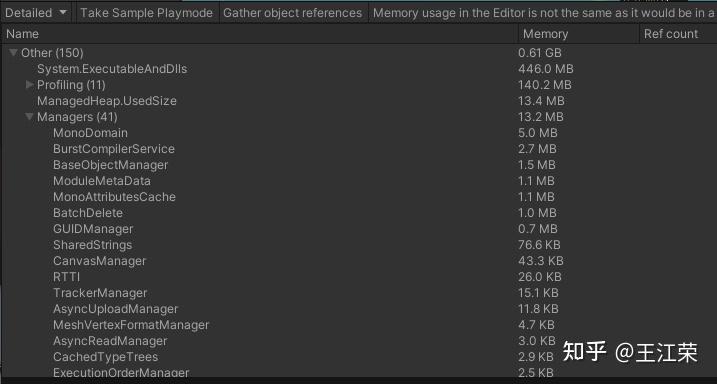 Detailed Take Sample Playmode Gather object references Memory usage in the Editor is not the same as it would be in a
Name Memory Ref count
Other (150) 0.61 GB
System.ExecutableAndDlls 446.0 MB
Profiling (11) 140.2 MB
ManagedHeap.UsedSize 13.4 MB
Managers (41) 13.2 MB
MonoDomain 5.0 MB
BurstCompilerService 2.7 MB
BaseObjectManager 1.5 MB
ModuleMetaData 1.1 MB
MonoAttributesCache 1.1 MB
BatchDelete 1.0 MB
GUIDManager 0.7 MB
SharedStrings 76.6 KB
CanvasManager 43.3 KB
RTTI 26.0 KB
TrackerManager 15.1 KB
AsyncUploadManager 11.8 KB
MeshVertexFormatManager 4.7 KB
AsyncReadManager 3.0 KB
CachedTypeTrees 2.9 KB
ExecutionOrderManager 2.5 KB
知乎 @王江荣